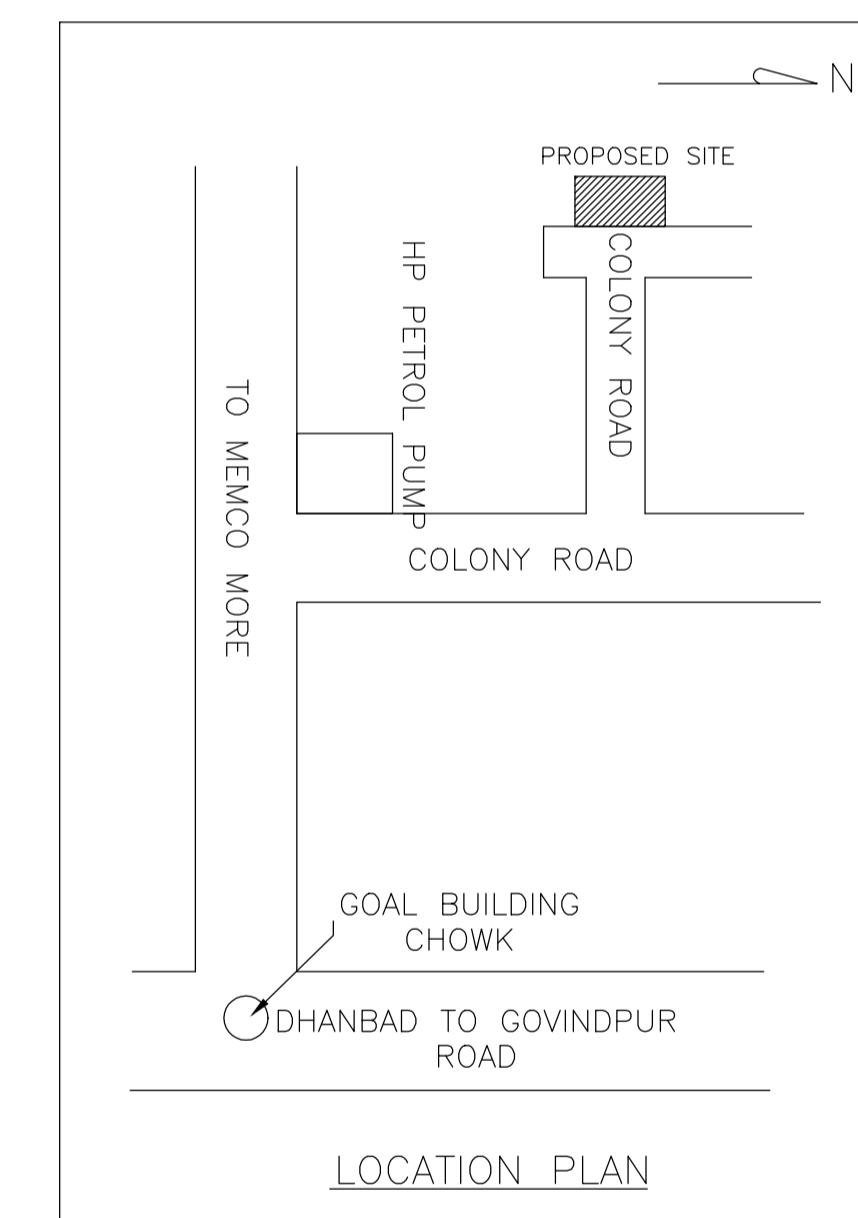 N
PROPOSED SITE
HP PETROL PUMP
COLONY ROAD
TO MEMCO MORE
COLONY ROAD
GOAL BUILDING
CHOWK
DHANBAD TO GOVINDPUR
ROAD
LOCATION PLAN